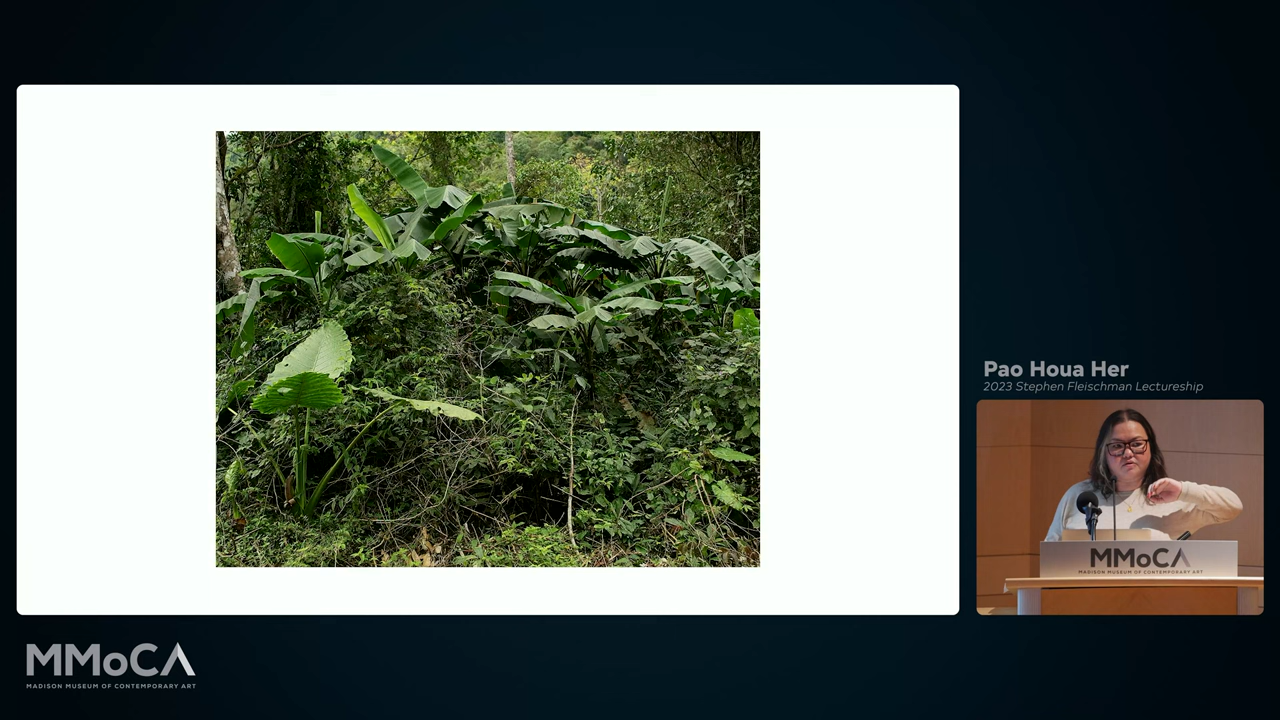 Pao Houa Her
2023 Stephen Fleischman Lectureship
MMoCA
MADISON MUSEUM OF CONTEMPORARY ART
MMoCA
MADISON MUSEUM OF CONTEMPORARY ART